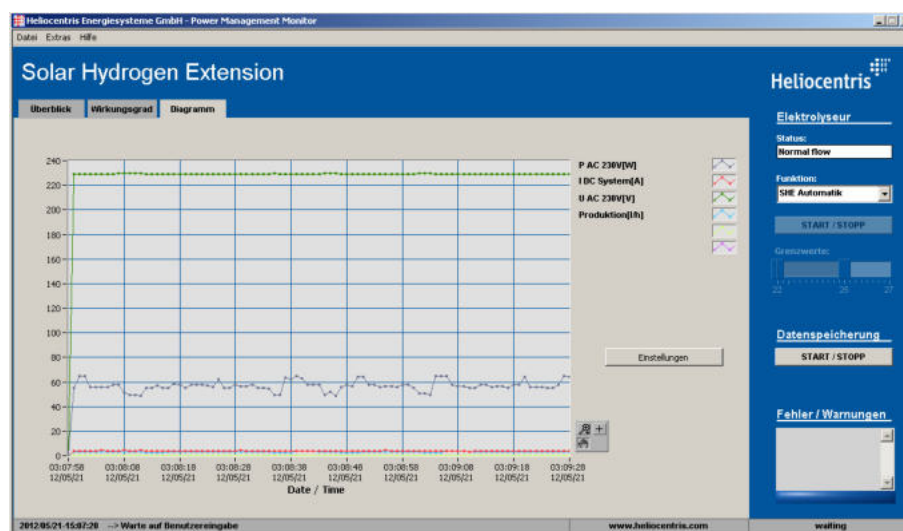 Heliocentris Energiesysteme GmbH - Power Management Monitor
Datei Extras Hilfe
Solar Hydrogen Extension
Heliocentris
Überblick Wirkungsgrad Diagramm
Elektrolyseur
Status:
Normal flow
Funktion:
SHE Automatik
START / STOPP
Grenzwerte:
22 25 27
Datenspeicherung
START / STOPP
Fehler / Warnungen
P AC 230V[W]
I DC System[A]
U AC 230V[V]
Produktion[l/h]
Einstellungen
240
220
200
180
160
140
120
100
80
60
40
20
0
03:07:58 03:08:08 03:08:18 03:08:28 03:08:38 03:08:48 03:08:58 03:09:08 03:09:18 03:09:28
12/05/21 12/05/21 12/05/21 12/05/21 12/05/21 12/05/21 12/05/21 12/05/21 12/05/21 12/05/21
Date / Time
2012/05/21-15:07:20 --> Warte auf Benutzereingabe
www.heliocentris.com
waiting